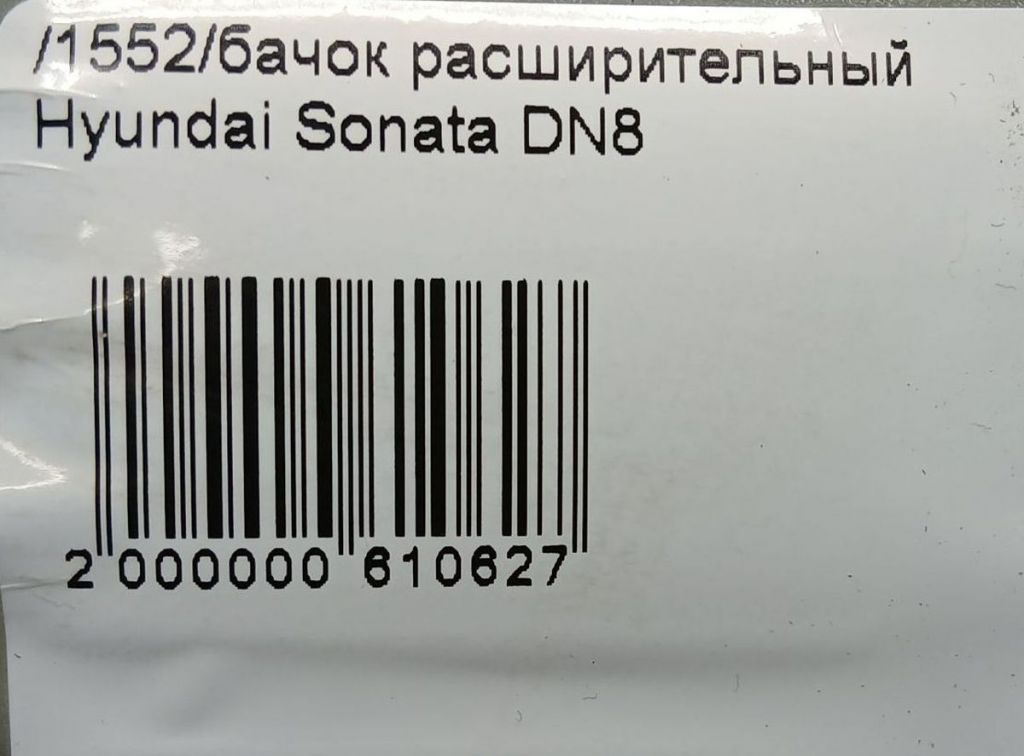 /1552/бачок расширительный
Hyundai Sonata DN8
2 000000 610627